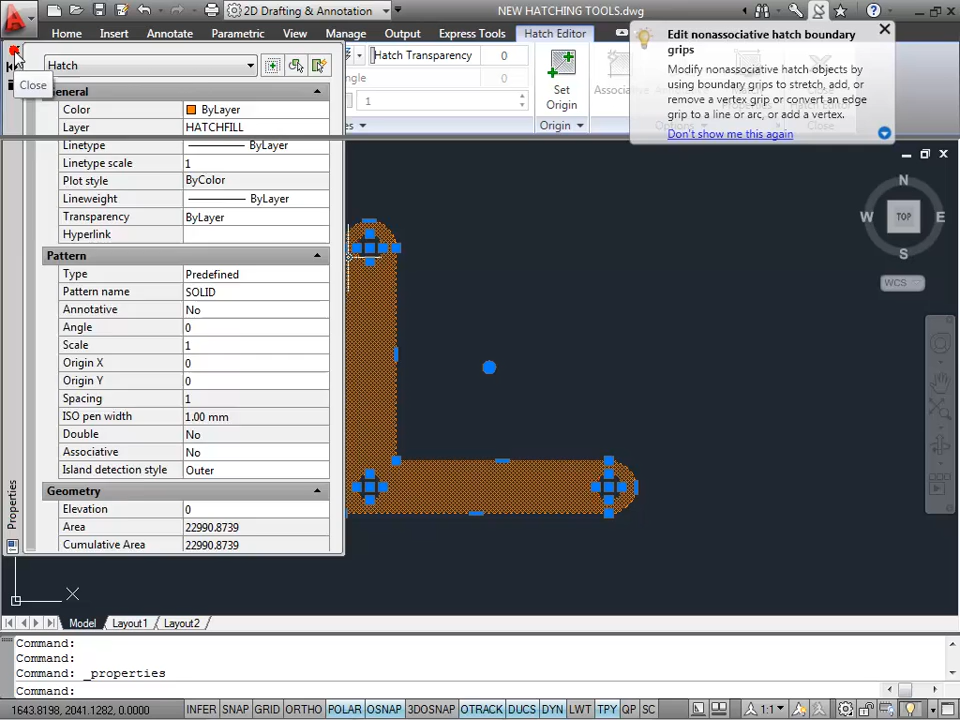 2D Drafting & Annotation
NEW HATCHING TOOLS.dwg
Home Insert Annotate Parametric View Manage Output Express Tools Hatch Editor
Edit nonassociative hatch boundary
grips
Modify nonassociative hatch objects by
using boundary grips to stretch, add, or
remove a vertex grip or convert an edge
grip to a line or arc, or add a vertex.
Don't show me this again
Hatch
Close
Hatch Transparency 0
0
1
Set
Origin
Origin
General
Color ByLayer
Layer HATCHFILL
Linetype ByLayer
Linetype scale 1
Plot style ByColor
Lineweight ByLayer
Transparency ByLayer
Hyperlink
Pattern
Type Predefined
Pattern name SOLID
Annotative No
Angle 0
Scale 1
Origin X 0
Origin Y 0
Spacing 1
ISO pen width 1.00 mm
Double No
Associative No
Island detection style Outer
Geometry
Elevation 0
Area 22990.8739
Cumulative Area 22990.8739
Properties
N
W TOP E
S
WCS
X
Model Layout1 Layout2
Command:
Command:
Command: _properties
Command:
1643.8198, 2041.1282, 0.0000 INFER SNAP GRID ORTHO POLAR OSNAP 3DOSNAP OTRACK DUCS DYN LWT TPY QP SC 1:1